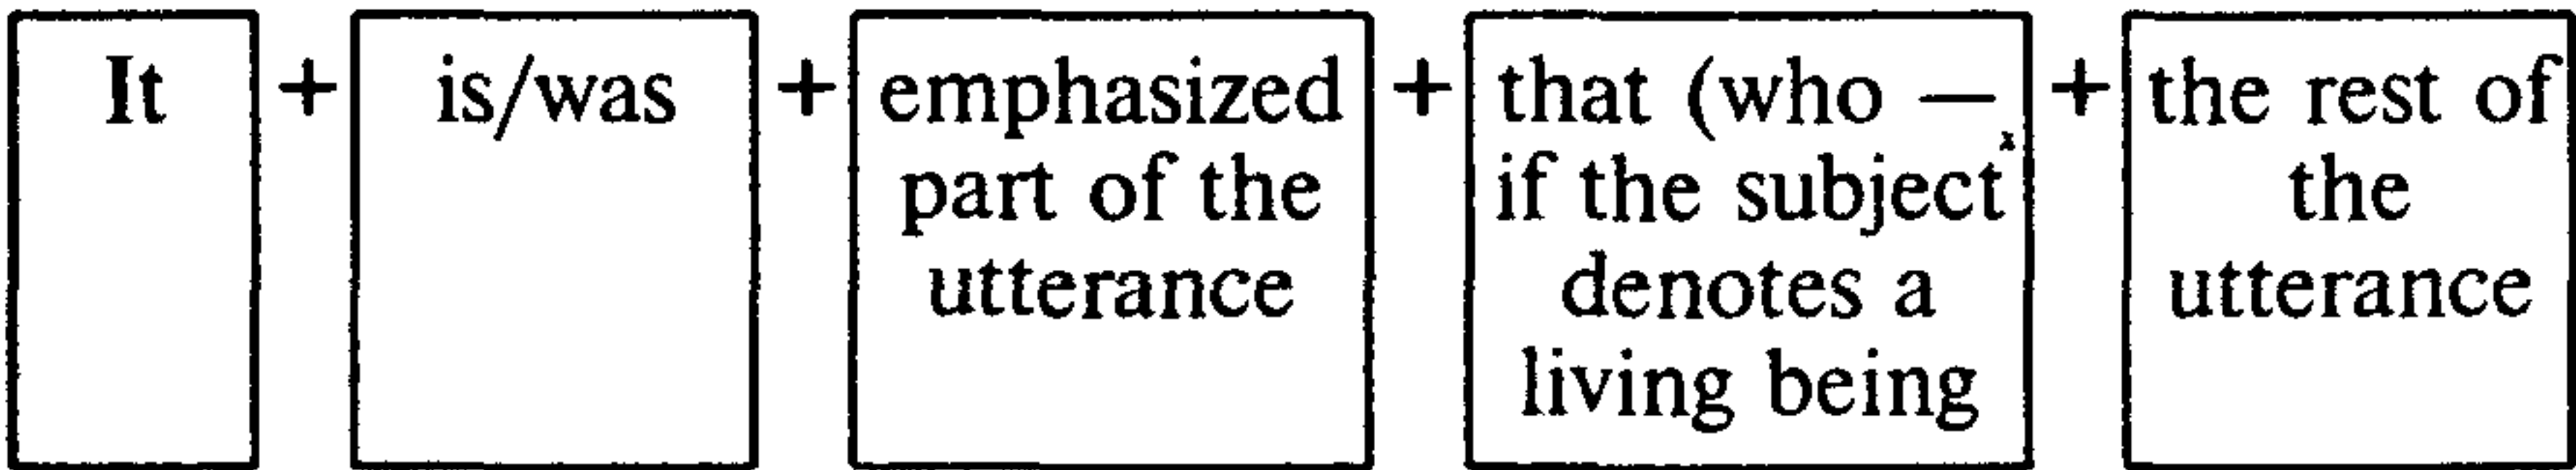 It + is/was + emphasized + that (who — + the rest of
part of the if the subject the
utterance denotes a utterance
living being